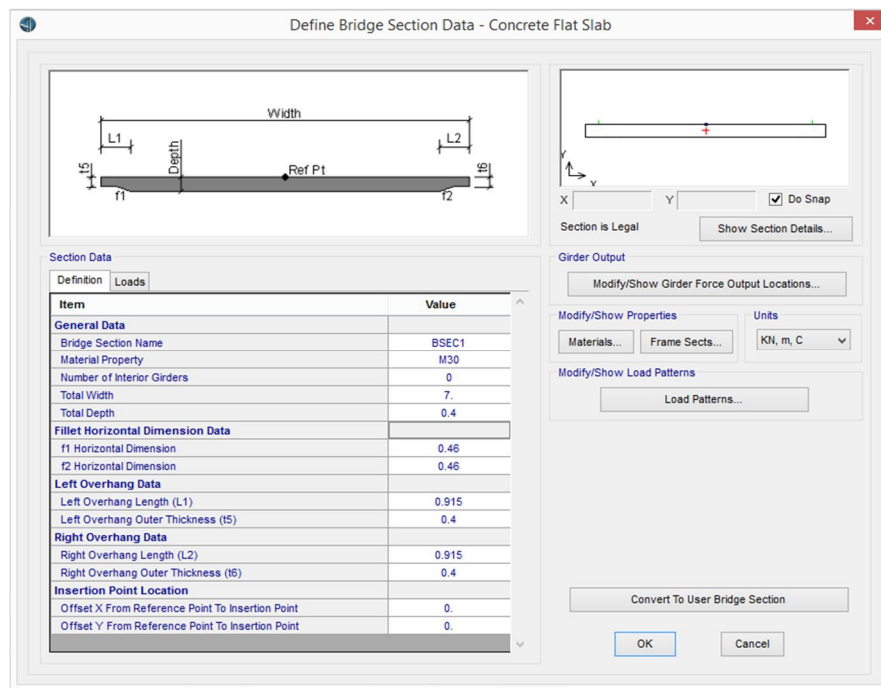 Define Bridge Section Data - Concrete Flat Slab
x
Width
L1
L2
t5
Depth
Ref Pt
t6
f1
f2
Y
X
X
Y
Do Snap
Section is Legal
Show Section Details...
Section Data
Definition
Loads
Item Value
General Data
Bridge Section Name BSEC1
Material Property M30
Number of Interior Girders 0
Total Width 7.
Total Depth 0.4
Fillet Horizontal Dimension Data
f1 Horizontal Dimension 0.46
f2 Horizontal Dimension 0.46
Left Overhang Data
Left Overhang Length (L1) 0.915
Left Overhang Outer Thickness (t5) 0.4
Right Overhang Data
Right Overhang Length (L2) 0.915
Right Overhang Outer Thickness (t6) 0.4
Insertion Point Location
Offset X From Reference Point To Insertion Point 0.
Offset Y From Reference Point To Insertion Point 0.
Girder Output
Modify/Show Girder Force Output Locations...
Modify/Show Properties
Materials...
Frame Sects...
Units
KN, m, C
Modify/Show Load Patterns
Load Patterns...
Convert To User Bridge Section
OK
Cancel